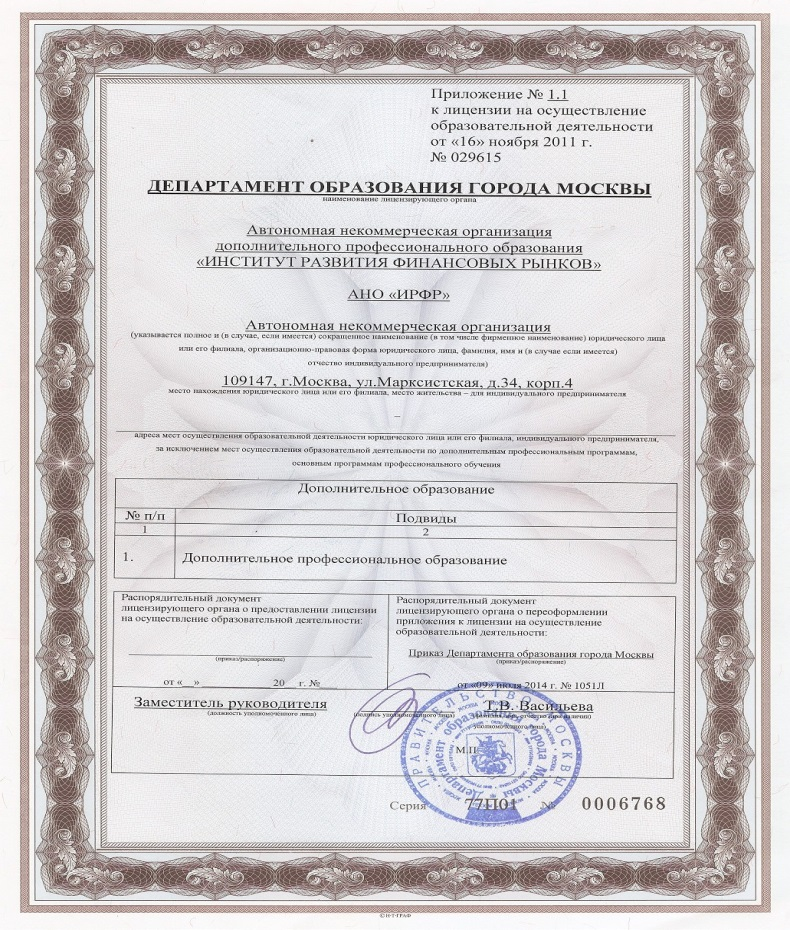 Приложение № 1.1
к лицензии на осуществление
образовательной деятельности
от «16» ноября 2011 г.
№ 029615
ДЕПАРТАМЕНТ ОБРАЗОВАНИЯ ГОРОДА МОСКВЫ
наименование лицензирующего органа
Автономная некоммерческая организация
дополнительного профессионального образования
«ИНСТИТУТ РАЗВИТИЯ ФИНАНСОВЫХ РЫНКОВ»
АНО «ИРФР»
Автономная некоммерческая организация
(указывается полное и (в случае, если имеется) сокращенное наименование (в том числе фирменное наименование) юридического лица
или его филиала, организационно-правовая форма юридического лица, фамилия, имя и (в случае если имеется)
отчество индивидуального предпринимателя)
109147, г.Москва, ул.Марксистская, д.34, корп.4
место нахождения юридического лица или его филиала, место жительства – для индивидуального предпринимателя
–
адреса мест осуществления образовательной деятельности юридического лица или его филиала, индивидуального предпринимателя,
за исключением мест осуществления образовательной деятельности по дополнительным профессиональным программам,
основным программам профессионального обучения
Дополнительное образование
№ п/п Подвиды
1 2
1. Дополнительное профессиональное образование
Распорядительный документ
лицензирующего органа о предоставлении лицензии
на осуществление образовательной деятельности:
(приказ/распоряжение)
от «__»__________ 20__ г. №
Распорядительный документ
лицензирующего органа о переоформлении
приложения к лицензии на осуществление
образовательной деятельности:
Приказ Департамента образования города Москвы
(приказ/распоряжение)
от «09» июля 2014 г. № 1051Л
Заместитель руководителя Т.В. Васильева
(должность уполномоченного лица) (подпись уполномоченного лица)
уполномоченного лица)
М.П
ПРАВИТЕЛЬСТВО МОСКВЫ
Департамент образования города Москвы
Серия 77П01 № 0006768
© Н-Т-ГРАФ